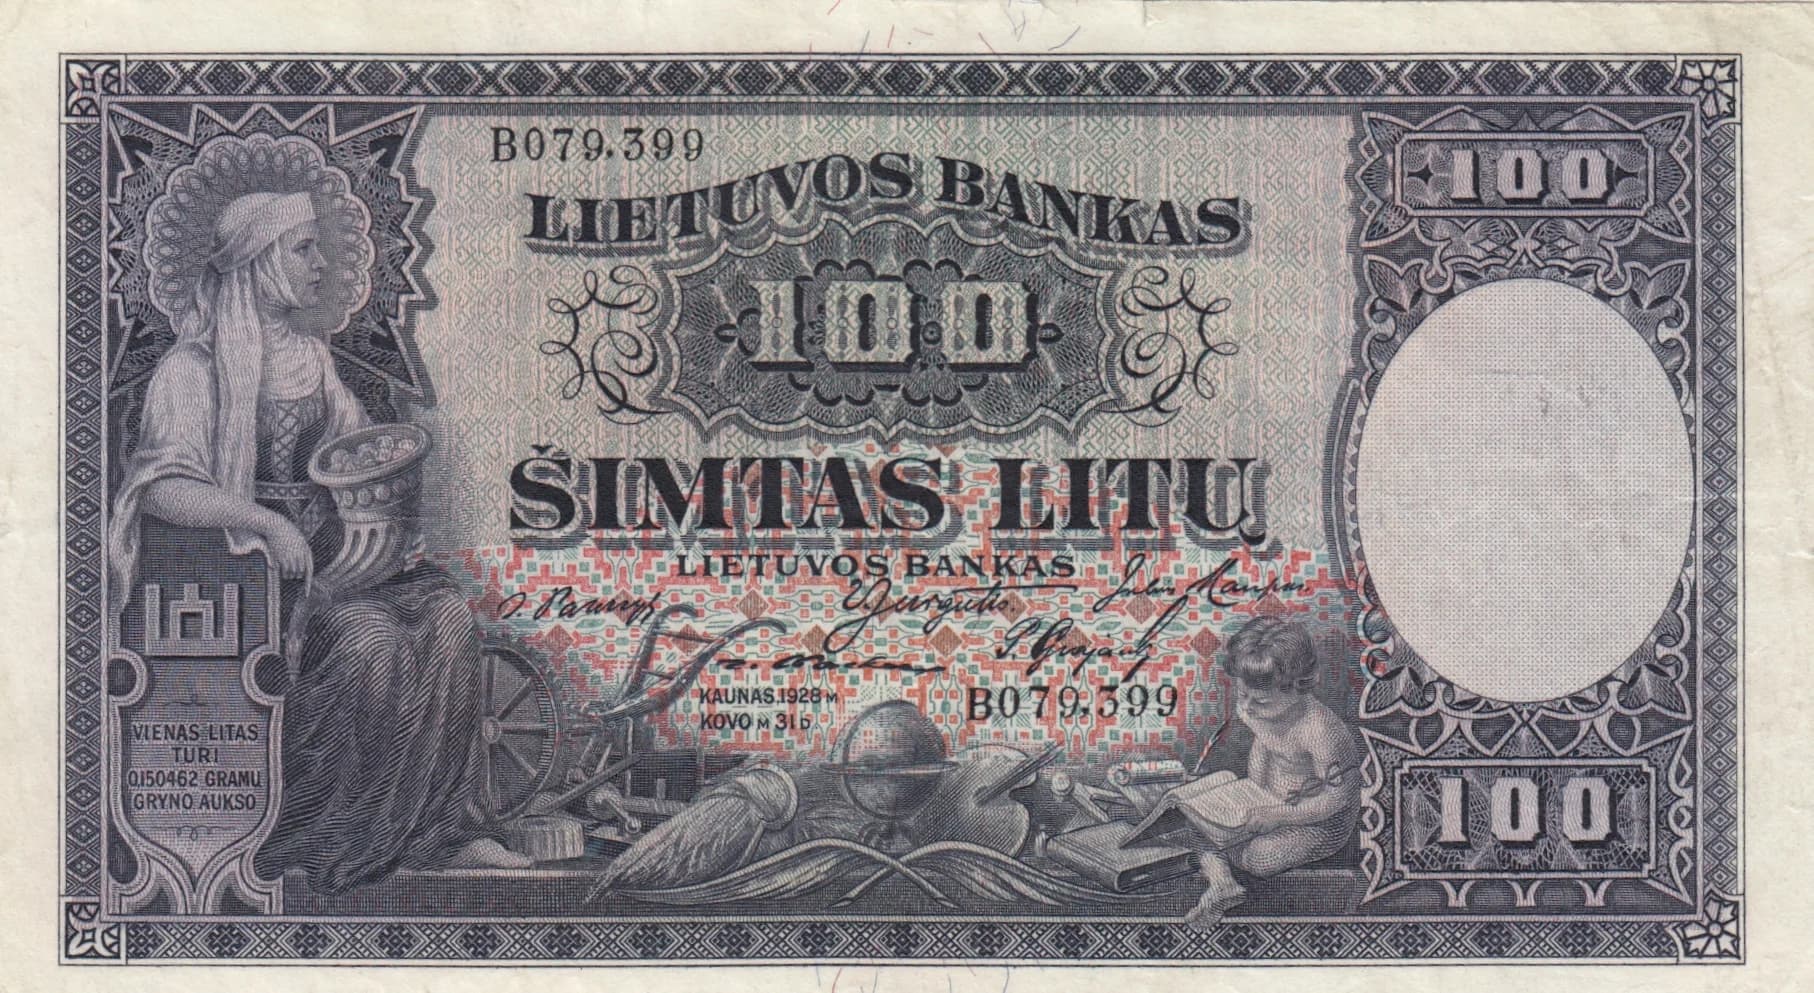 B079.399
LIETUVOS BANKAS
100
100
ŠIMTAS LITŲ
LIETUVOS BANKAS
KAUNAS.1928 M
KOVO M 31 D
B079.399
VIENAS LITAS
TURI
0,150462 GRAMŲ
GRYNO AUKSO
100